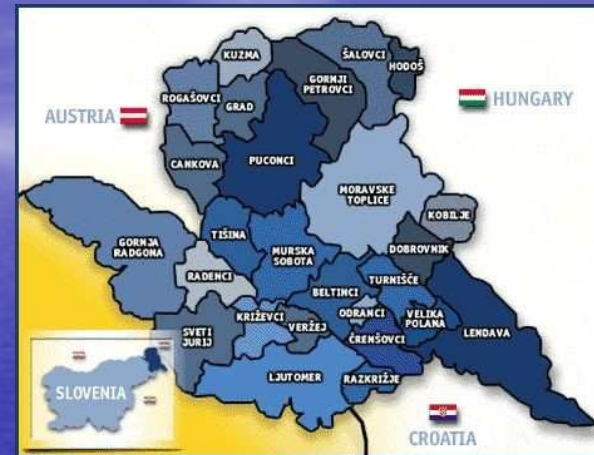 KUZMA
ŠALOVCI
HODOŠ
GORNJI
PETROVCI
ROGAŠOVCI
GRAD
AUSTRIA
HUNGARY
CANKOVA
PUCONCI
MORAVSKE
TOPLICE
KOBILJE
TIŠINA
GORNJA
RADGONA
MURSKA
SOBOTA
DOBROVNIK
RADENCI
TURNIŠČE
BELTINCI
KRIŽEVCI
VERŽEJ
ODRANCI
VELIKA
POLANA
LENDAVA
SVETI
JURIJ
ČRENŠOVCI
LJUTOMER
RAZKRIŽJE
SLOVENIA
CROATIA